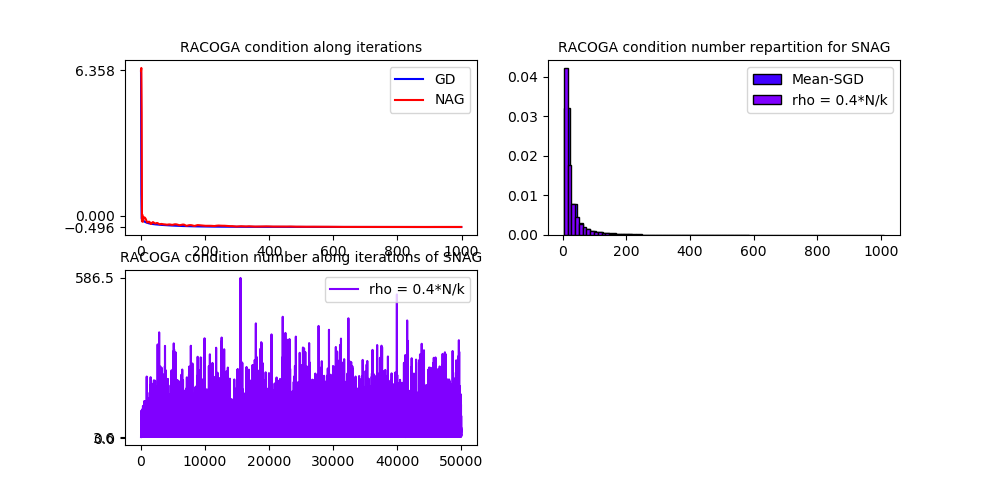 RACOGA condition along iterations
6.358
0.000
−0.496
GD
NAG
0 200 400 600 800 1000
RACOGA condition number repartition for SNAG
0.04
0.03
0.02
0.01
0.00
Mean-SGD
rho = 0.4*N/k
0 200 400 600 800 1000
RACOGA condition number along iterations of SNAG
586.5
0.0
rho = 0.4*N/k
0 10000 20000 30000 40000 50000